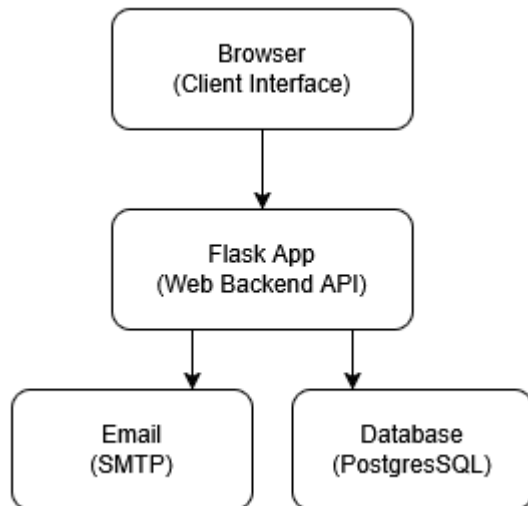 Browser
(Client Interface)
Flask App
(Web Backend API)
Email
(SMTP)
Database
(PostgresSQL)